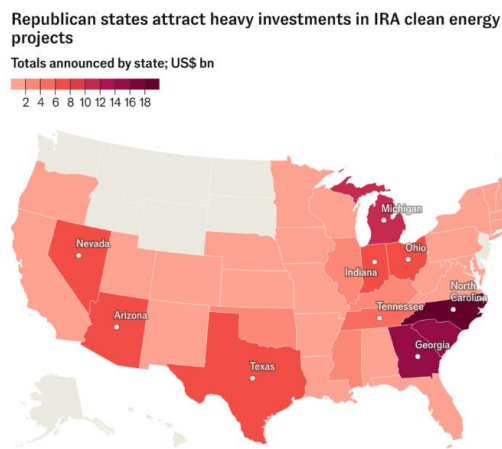 Republican states attract heavy investments in IRA clean energy
projects
Totals announced by state; US$ bn
2 4 6 8 10 12 14 16 18
Michigan
Nevada
Ohio
Indiana
North
Carolina
Tennessee
Arizona
Georgia
Texas